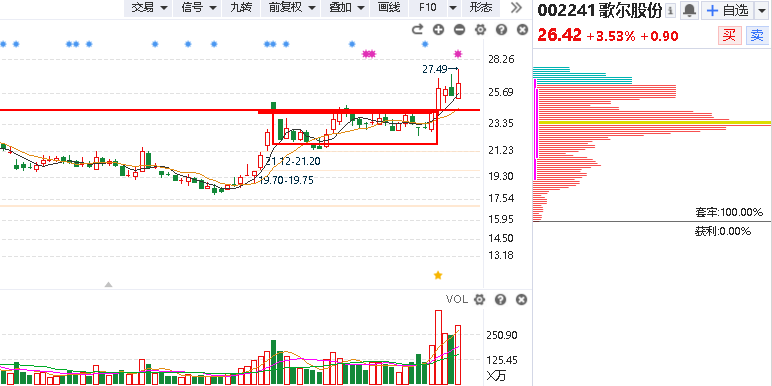 交易 信号 九转 前复权 叠加 画线 F10 形态
002241 歌尔股份 自选
26.42 +3.53% +0.90 买 卖
27.49
28.26
25.69
23.35
21.23
21.12-21.20
19.70-19.75
19.30
17.54
15.95
14.50
13.18
套牢:100.00%
获利:0.00%
VOL
250.90
125.45
X万